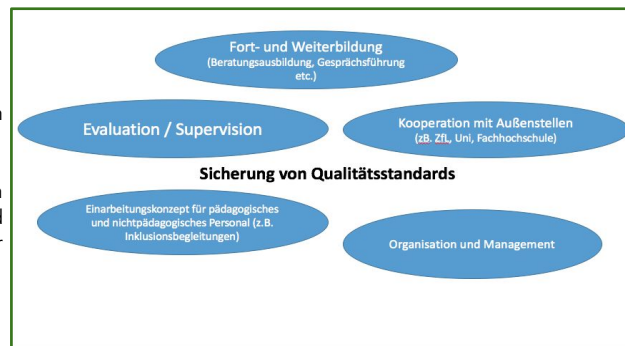 Fort- und Weiterbildung
(Beratungsausbildung, Gesprächsführung
etc.)
Evaluation / Supervision
Kooperation mit Außenstellen
(zB. ZfL, Uni, Fachhochschule)
Sicherung von Qualitätsstandards
Einarbeitungskonzept für pädagogisches
und nichtpädagogisches Personal (z.B.
Inklusionsbegleitungen)
Organisation und Management